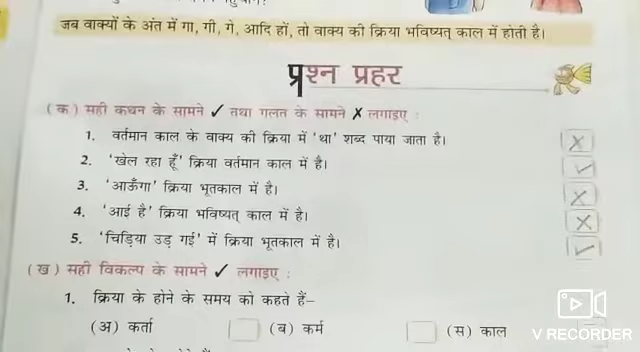 जब वाक्यों के अंत में गा, गी, गे, आदि हों, तो वाक्य की क्रिया भविष्यत् काल में होती है।
प्रश्न प्रहर
(क) सही कथन के सामने ✓ तथा गलत के सामने ✗ लगाइए :
1. वर्तमान काल के वाक्य की क्रिया में 'था' शब्द पाया जाता है। ✗
2. 'खेल रहा हूँ' क्रिया वर्तमान काल में है। ✓
3. 'आऊँगा' क्रिया भूतकाल में है। ✗
4. 'आई है' क्रिया भविष्यत् काल में है। ✗
5. 'चिड़िया उड़ गई' में क्रिया भूतकाल में है। ✓
(ख) सही विकल्प के सामने ✓ लगाइए :
1. क्रिया के होने के समय को कहते हैं–
(अ) कर्ता (ब) कर्म (स) काल
V RECORDER